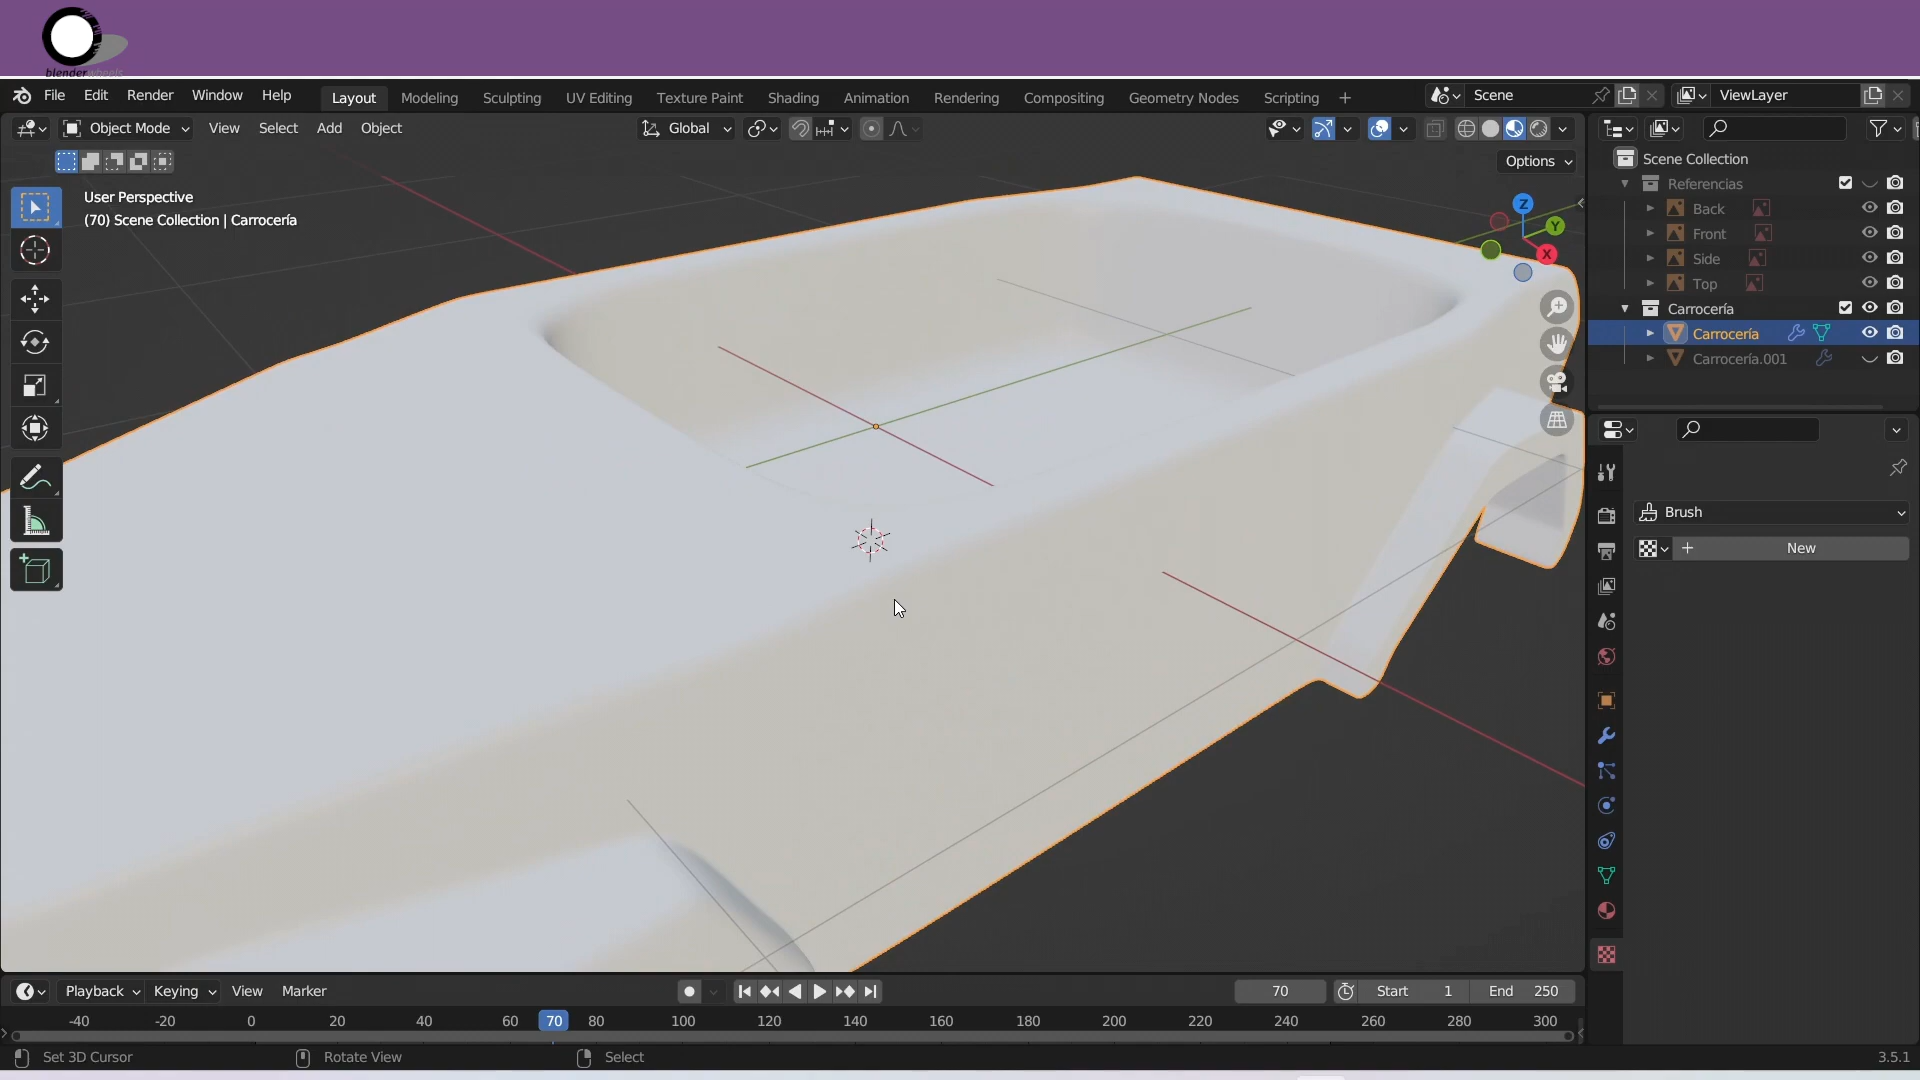 blenderwheels
File Edit Render Window Help Layout Modeling Sculpting UV Editing Texture Paint Shading Animation Rendering Compositing Geometry Nodes Scripting + Scene ViewLayer
Object Mode View Select Add Object Global
Options
User Perspective
(70) Scene Collection | Carrocería
Z
Y
X
Scene Collection
Referencias
Back
Front
Side
Top
Carrocería
Carrocería
Carrocería.001
Brush
New
Playback Keying View Marker 70 Start 1 End 250
-40 -20 0 20 40 60 70 80 100 120 140 160 180 200 220 240 260 280 300
Set 3D Cursor Rotate View Select 3.5.1